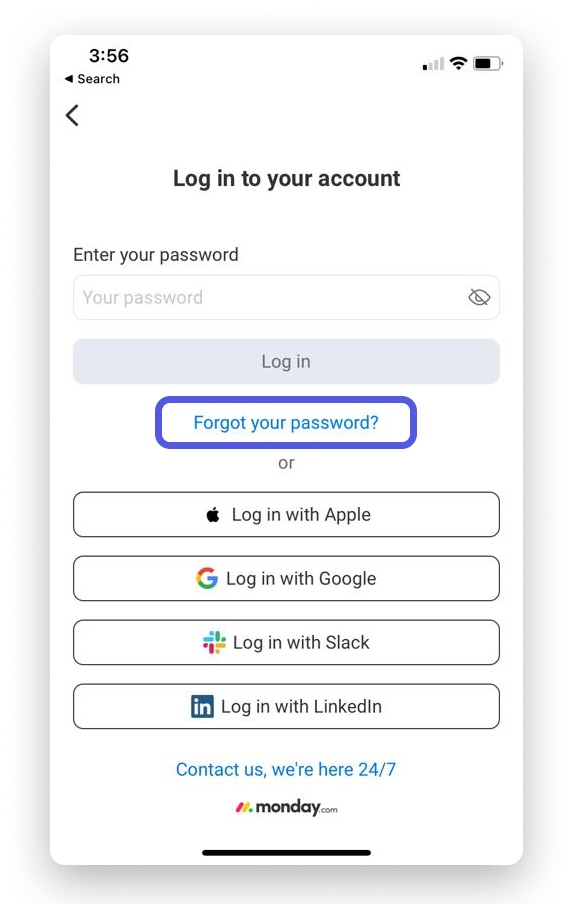 3:56
Search
Log in to your account
Enter your password
Your password
Log in
Forgot your password?
or
Log in with Apple
Log in with Google
Log in with Slack
in Log in with LinkedIn
Contact us, we're here 24/7
monday.com